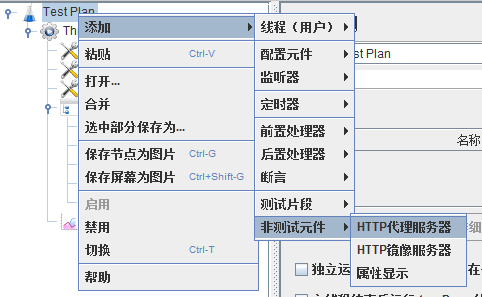 Test Plan
Th
添加
粘贴 Ctrl-V
打开...
合并
选中部分保存为...
保存节点为图片 Ctrl-G
保存屏幕为图片 Ctrl+Shift-G
启用
禁用
切换 Ctrl-T
帮助
线程（用户）
配置元件
监听器
定时器
前置处理器
后置处理器
断言
测试片段
非测试元件
HTTP代理服务器
HTTP镜像服务器
属性显示
st Plan
名称
细
独立运
在